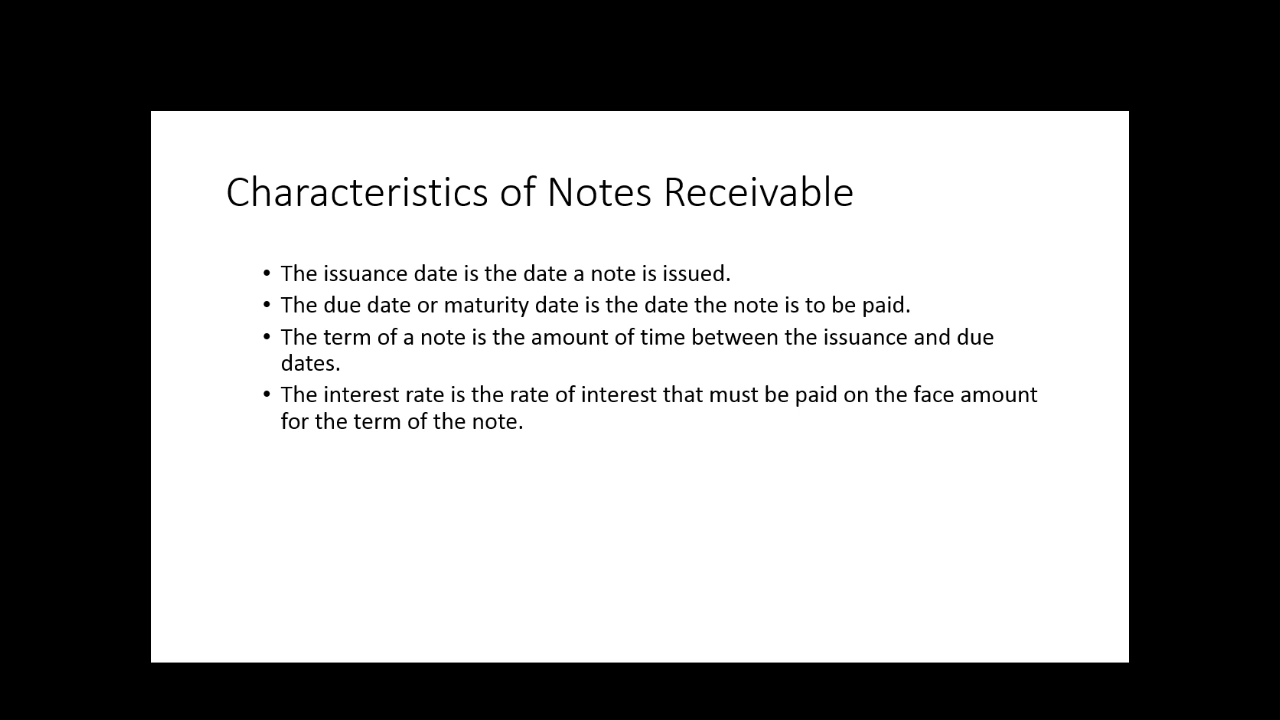 Characteristics of Notes Receivable
• The issuance date is the date a note is issued.
• The due date or maturity date is the date the note is to be paid.
• The term of a note is the amount of time between the issuance and due
dates.
• The interest rate is the rate of interest that must be paid on the face amount
for the term of the note.